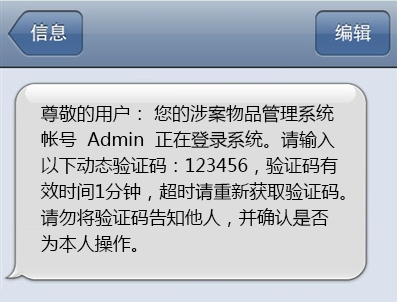 信息 编辑
尊敬的用户： 您的涉案物品管理系统
帐号 Admin 正在登录系统。请输入
以下动态验证码：123456，验证码有
效时间1分钟，超时请重新获取验证码。
请勿将验证码告知他人，并确认是否
为本人操作。